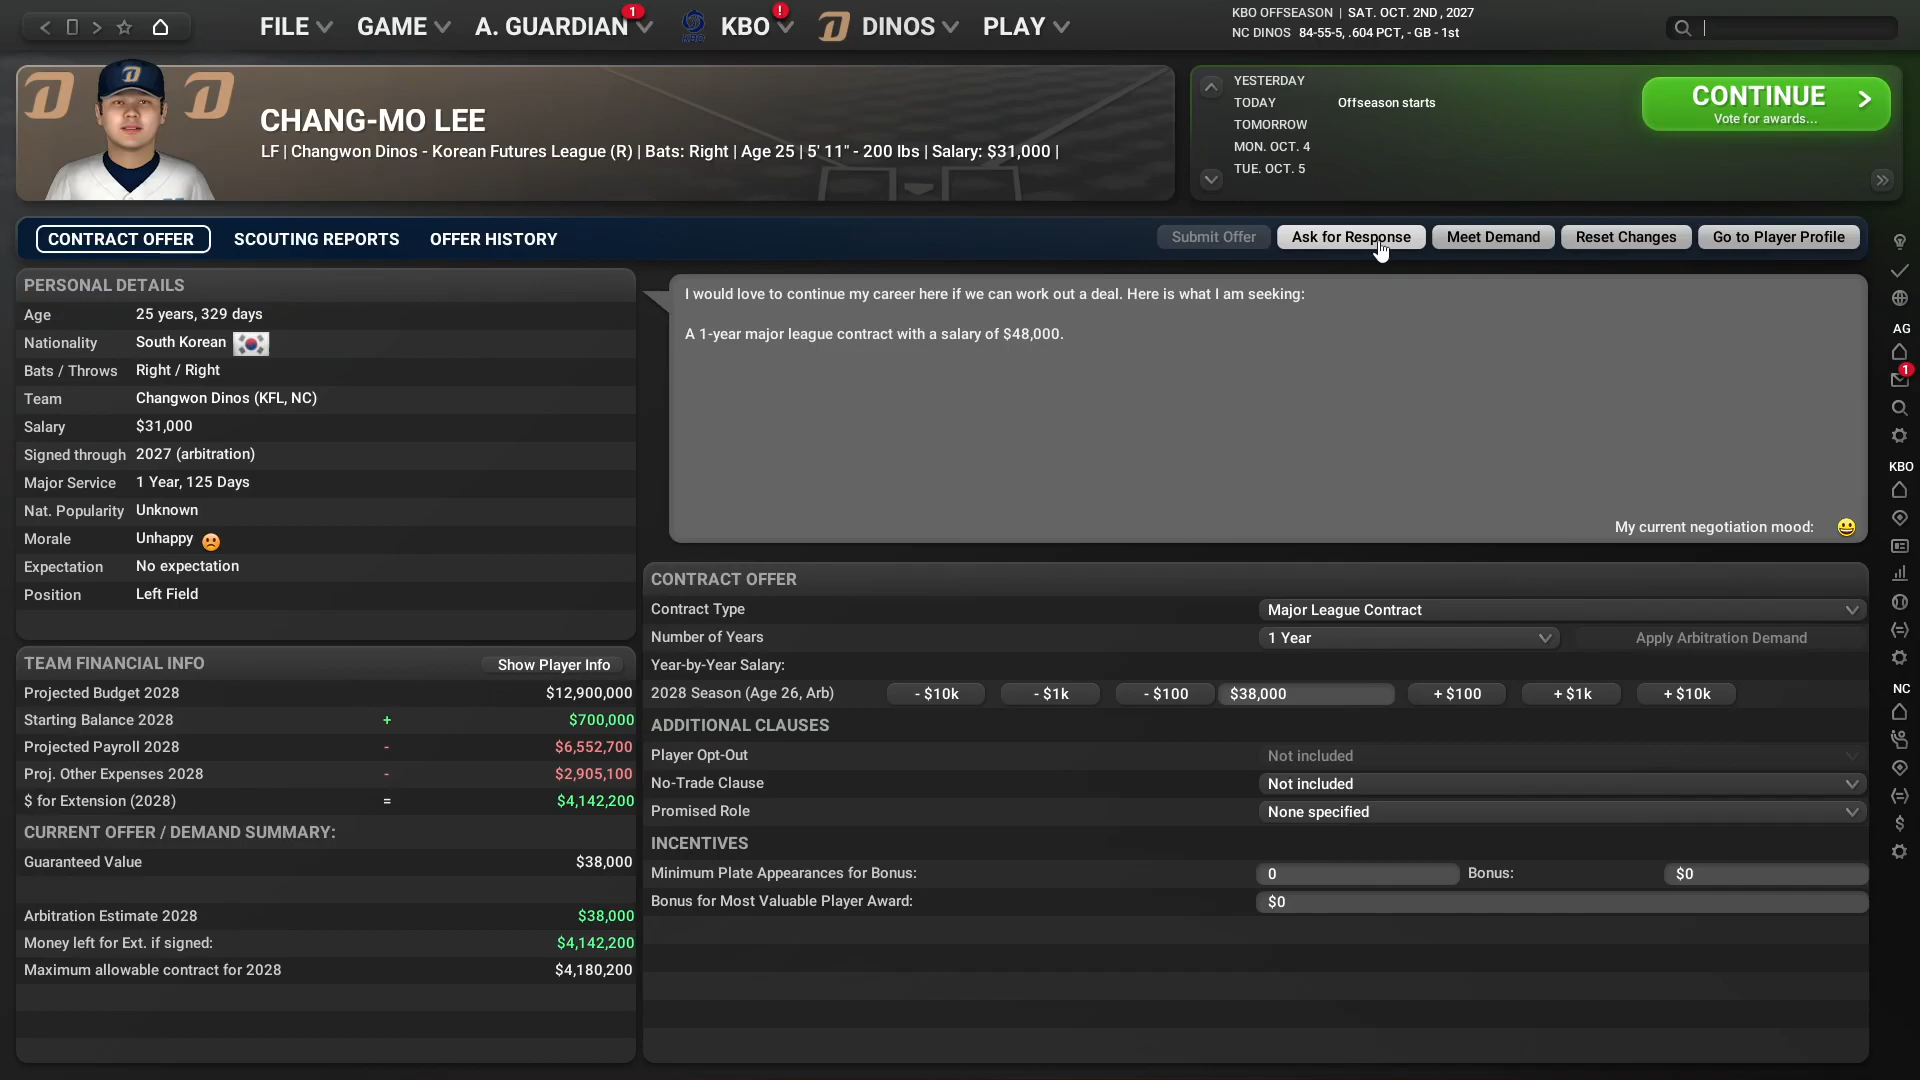 FILE
GAME
A. GUARDIAN
1
KBO
KBO
!
DINOS
PLAY
KBO OFFSEASON | SAT. OCT. 2ND, 2027
NC DINOS 84-55-5, .604 PCT, - GB - 1st
CHANG-MO LEE
LF | Changwon Dinos - Korean Futures League (R) | Bats: Right | Age 25 | 5' 11" - 200 lbs | Salary: $31,000 |
YESTERDAY
TODAY Offseason starts
TOMORROW
MON. OCT. 4
TUE. OCT. 5
CONTINUE
Vote for awards...
CONTRACT OFFER
SCOUTING REPORTS
OFFER HISTORY
Submit Offer
Ask for Response
Meet Demand
Reset Changes
Go to Player Profile
PERSONAL DETAILS
Age 25 years, 329 days
Nationality South Korean
Bats / Throws Right / Right
Team Changwon Dinos (KFL, NC)
Salary $31,000
Signed through 2027 (arbitration)
Major Service 1 Year, 125 Days
Nat. Popularity Unknown
Morale Unhappy
Expectation No expectation
Position Left Field
I would love to continue my career here if we can work out a deal. Here is what I am seeking:
A 1-year major league contract with a salary of $48,000.
My current negotiation mood:
TEAM FINANCIAL INFO Show Player Info
Projected Budget 2028 $12,900,000
Starting Balance 2028 + $700,000
Projected Payroll 2028 - $6,552,700
Proj. Other Expenses 2028 - $2,905,100
$ for Extension (2028) = $4,142,200
CURRENT OFFER / DEMAND SUMMARY:
Guaranteed Value $38,000
Arbitration Estimate 2028 $38,000
Money left for Ext. if signed: $4,142,200
Maximum allowable contract for 2028 $4,180,200
CONTRACT OFFER
Contract Type Major League Contract
Number of Years 1 Year Apply Arbitration Demand
Year-by-Year Salary:
2028 Season (Age 26, Arb) - $10k - $1k - $100 $38,000 + $100 + $1k + $10k
ADDITIONAL CLAUSES
Player Opt-Out Not included
No-Trade Clause Not included
Promised Role None specified
INCENTIVES
Minimum Plate Appearances for Bonus: 0 Bonus: $0
Bonus for Most Valuable Player Award: $0
AG
1
KBO
NC
$